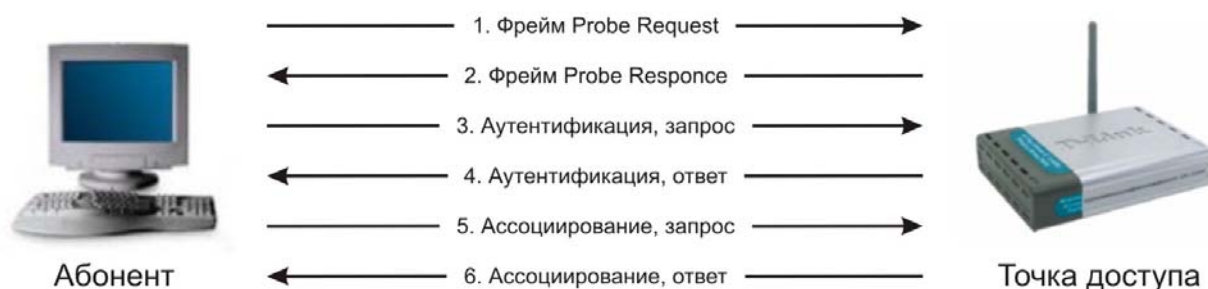 1. Фрейм Probe Request
2. Фрейм Probe Responce
3. Аутентификация, запрос
4. Аутентификация, ответ
5. Ассоциирование, запрос
6. Ассоциирование, ответ
Абонент
Точка доступа